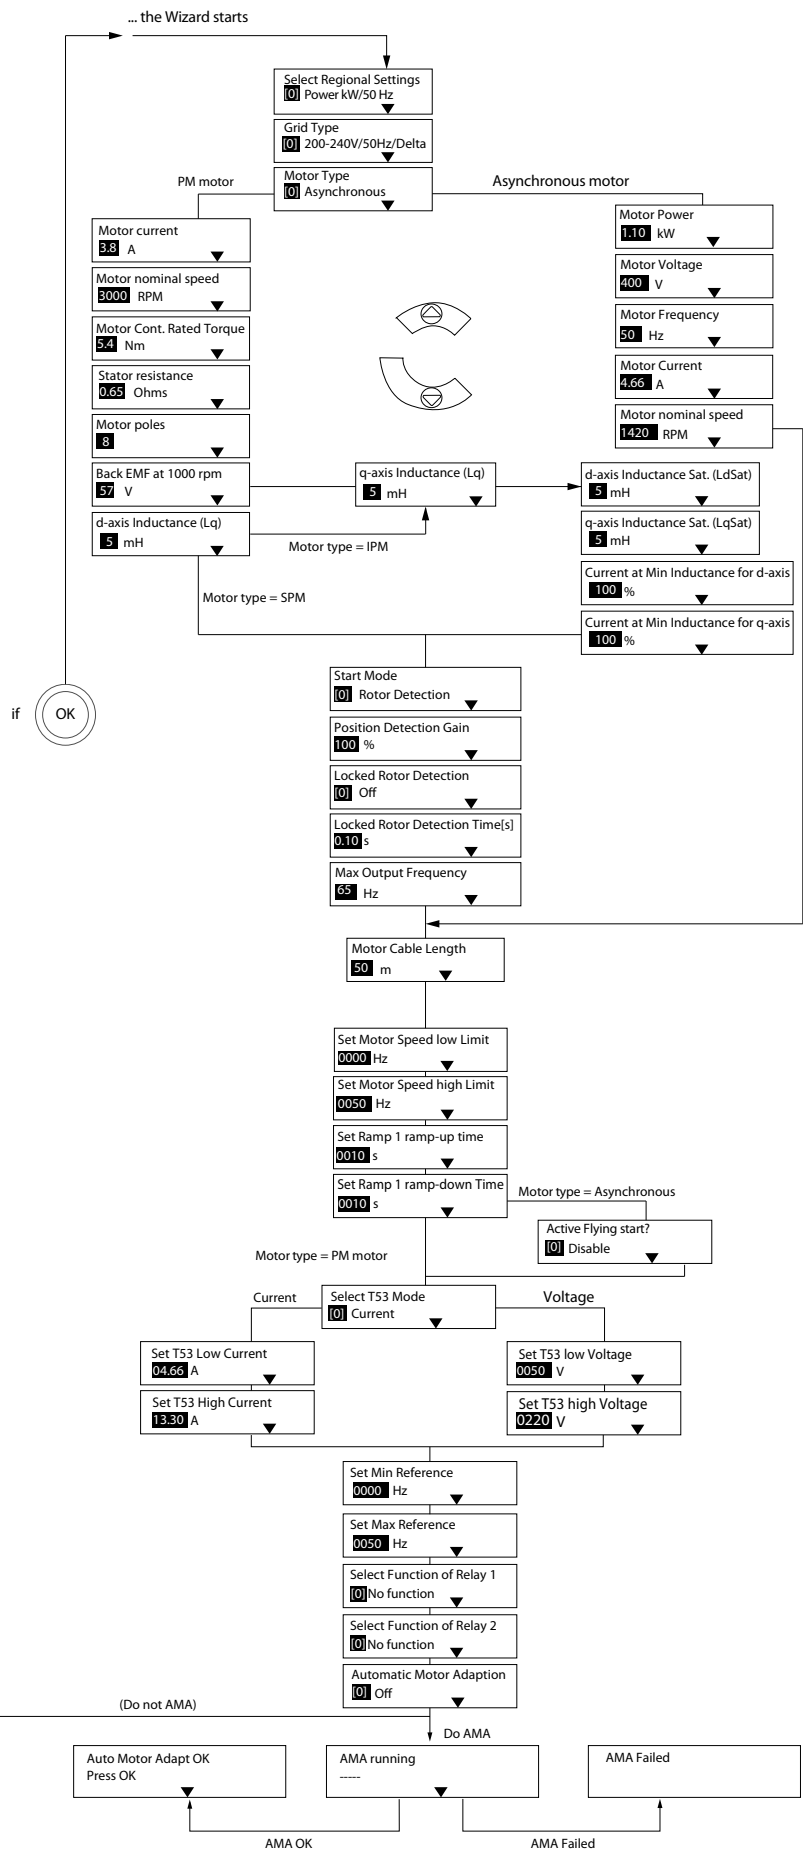 ... the Wizard starts
Select Regional Settings
[0] Power kW/50 Hz
Grid Type
[0] 200-240V/50Hz/Delta
Motor Type
[0] Asynchronous
PM motor
Asynchronous motor
Motor current
3.8 A
Motor nominal speed
3000 RPM
Motor Cont. Rated Torque
5.4 Nm
Stator resistance
0.65 Ohms
Motor poles
8
Back EMF at 1000 rpm
57 V
d-axis Inductance (Lq)
5 mH
Motor Power
1.10 kW
Motor Voltage
400 V
Motor Frequency
50 Hz
Motor Current
4.66 A
Motor nominal speed
1420 RPM
q-axis Inductance (Lq)
5 mH
d-axis Inductance Sat. (LdSat)
5 mH
q-axis Inductance Sat. (LqSat)
5 mH
Current at Min Inductance for d-axis
100 %
Current at Min Inductance for q-axis
100 %
Motor type = IPM
Motor type = SPM
if
OK
Start Mode
[0] Rotor Detection
Position Detection Gain
100 %
Locked Rotor Detection
[0] Off
Locked Rotor Detection Time[s]
0.10 s
Max Output Frequency
65 Hz
Motor Cable Length
50 m
Set Motor Speed low Limit
0000 Hz
Set Motor Speed high Limit
0050 Hz
Set Ramp 1 ramp-up time
0010 s
Set Ramp 1 ramp-down Time
0010 s
Motor type = Asynchronous
Active Flying start?
[0] Disable
Motor type = PM motor
Select T53 Mode
[0] Current
Current
Voltage
Set T53 Low Current
04.66 A
Set T53 High Current
13.30 A
Set T53 low Voltage
0050 V
Set T53 high Voltage
0220 V
Set Min Reference
0000 Hz
Set Max Reference
0050 Hz
Select Function of Relay 1
[0] No function
Select Function of Relay 2
[0] No function
Automatic Motor Adaption
[0] Off
(Do not AMA)
Do AMA
Auto Motor Adapt OK
Press OK
AMA running
-----
AMA Failed
AMA OK
AMA Failed